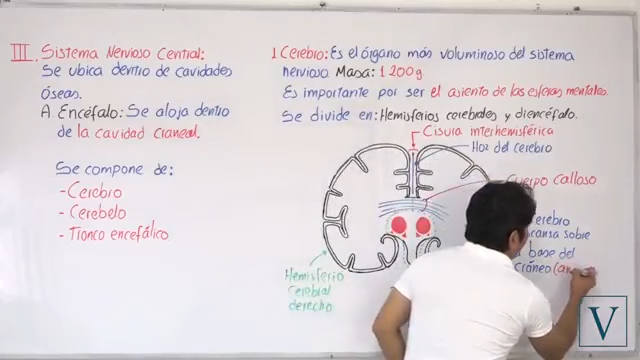 III. Sistema Nervioso Central:
Se ubica dentro de cavidades
óseas.
A. Encéfalo: Se aloja dentro
de la cavidad craneal.
Se compone de:
- Cerebro
- Cerebelo
- Tronco encefálico
1 Cerebro: Es el órgano más voluminoso del sistema
nervioso Masa: 1 200g
Es importante por ser el asiento de las esferas mentales.
Se divide en: Hemisferios cerebrales y diencéfalo.
Cisura interhemisférica
Hoz del cerebro
Cuerpo calloso
cerebro
scansa sobre
base del
cráneo (an
Hemisferio
cerebral
derecho
V